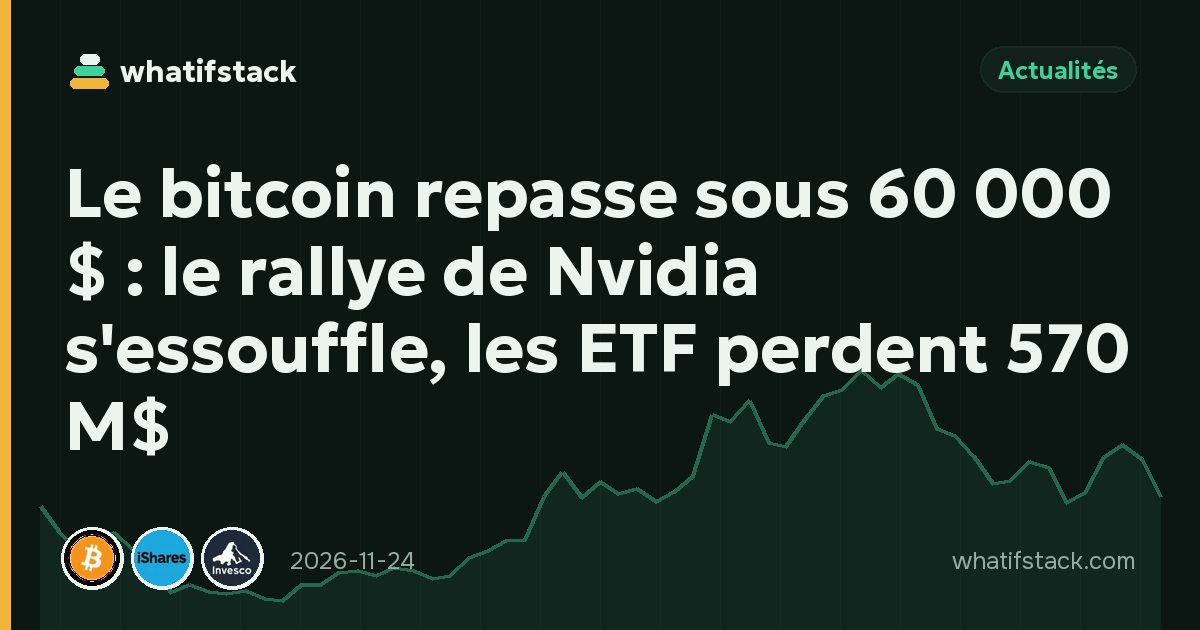 whatifstack
Actualités
Le bitcoin repasse sous 60 000
$ : le rallye de Nvidia
s'essouffle, les ETF perdent 570
M$
iShares
Invesco
2026-11-24
whatifstack.com